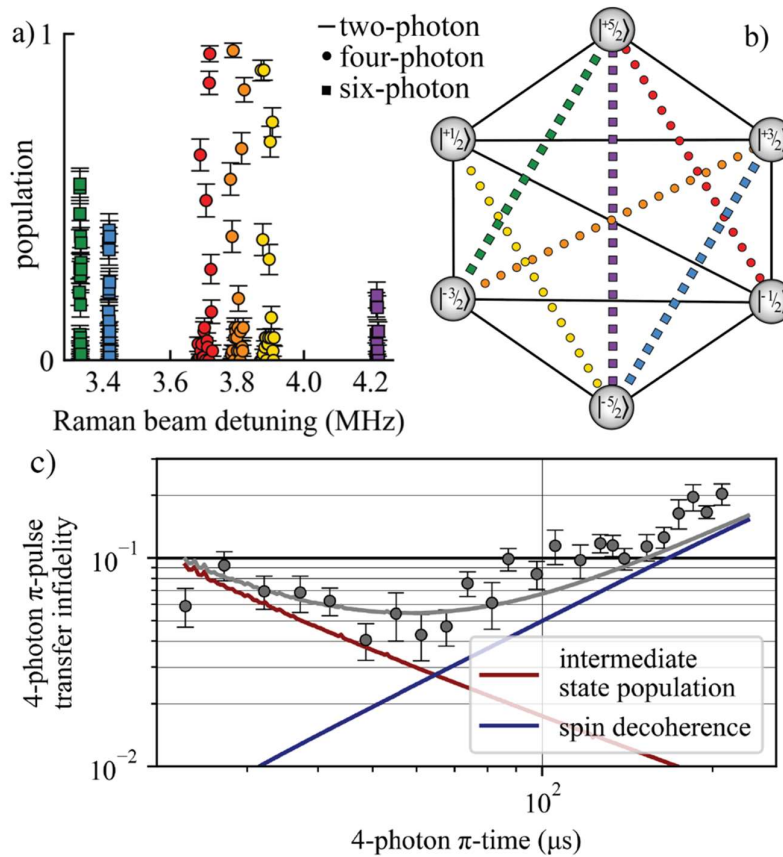 a)
1
0
population
3.4
3.6
3.8
4.0
4.2
Raman beam detuning (MHz)
two-photon
four-photon
six-photon
b)
|+5/2⟩
|+1/2⟩
|+3/2⟩
|-3/2⟩
|-1/2⟩
|-5/2⟩
c)
10⁻¹
10⁻²
4-photon π-pulse
transfer infidelity
intermediate
state population
spin decoherence
10²
4-photon π-time (μs)